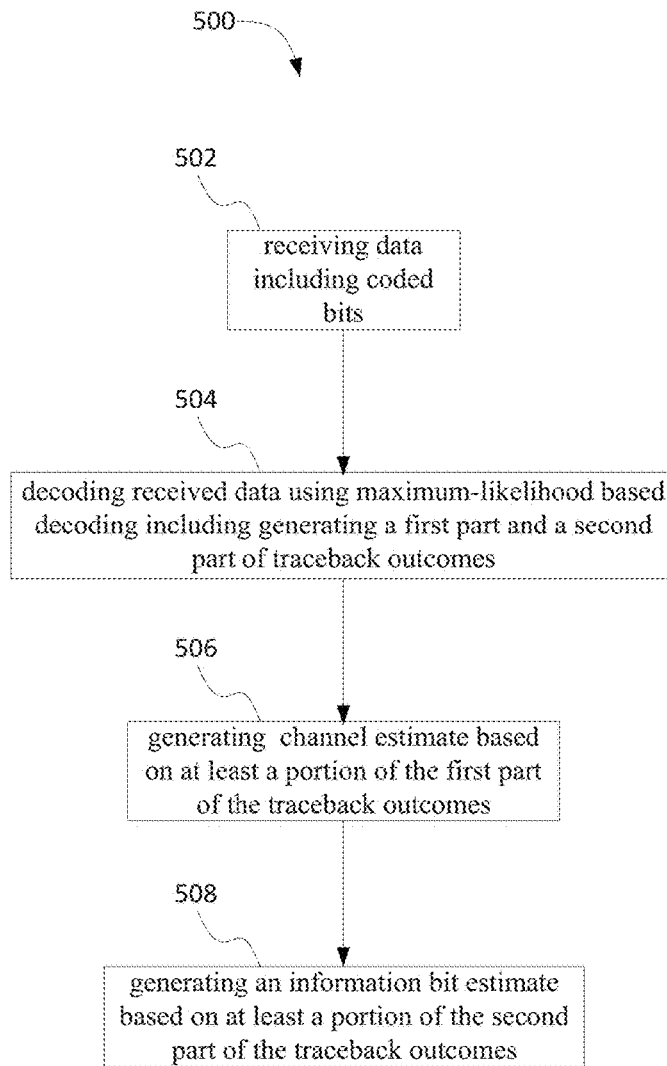 500
502
receiving data
including coded
bits
504
decoding received data using maximum-likelihood based
decoding including generating a first part and a second
part of traceback outcomes
506
generating channel estimate based
on at least a portion of the first part
of the traceback outcomes
508
generating an information bit estimate
based on at least a portion of the second
part of the traceback outcomes